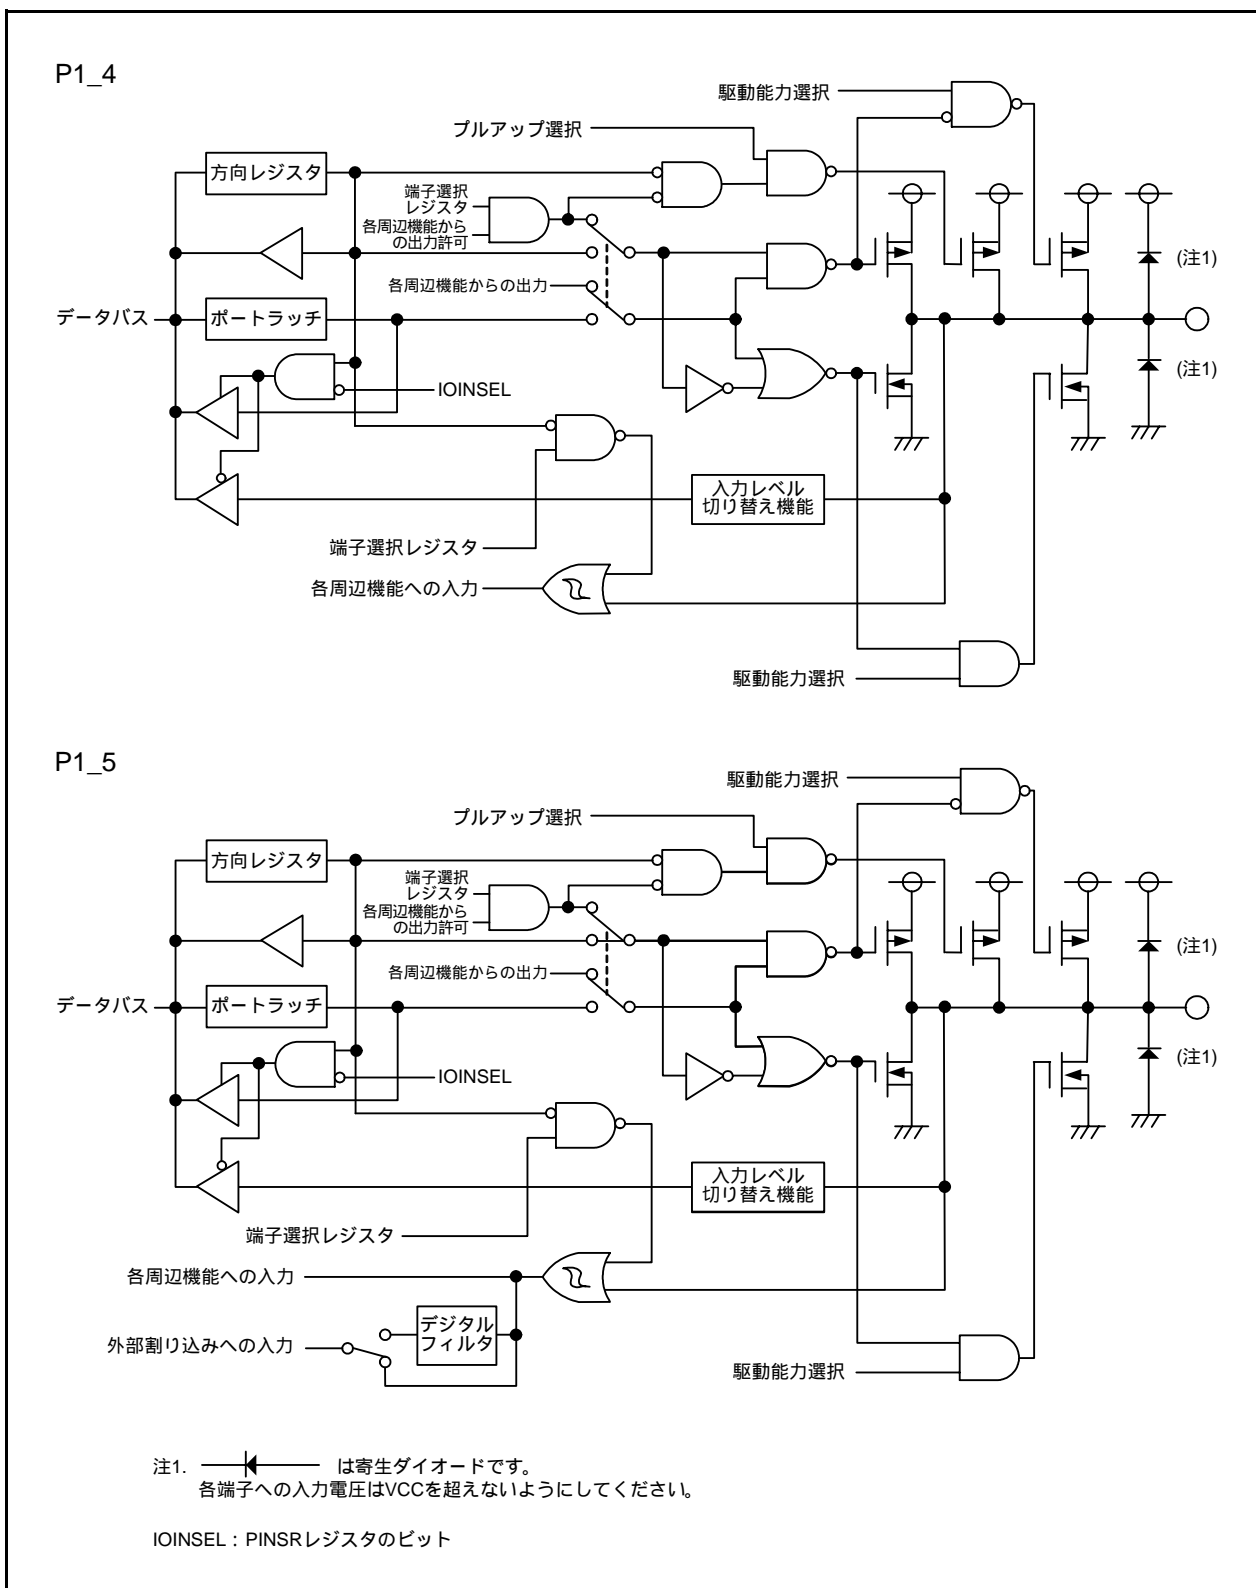 P1_4
駆動能力選択
プルアップ選択
方向レジスタ
端子選択
レジスタ
各周辺機能から
の出力許可
(注1)
各周辺機能からの出力
データバス
ポートラッチ
(注1)
IOINSEL
入力レベル
切り替え機能
端子選択レジスタ
各周辺機能への入力
駆動能力選択
P1_5
駆動能力選択
プルアップ選択
方向レジスタ
端子選択
レジスタ
各周辺機能から
の出力許可
(注1)
各周辺機能からの出力
データバス
ポートラッチ
(注1)
IOINSEL
入力レベル
切り替え機能
端子選択レジスタ
各周辺機能への入力
デジタル
フィルタ
外部割り込みへの入力
駆動能力選択
注1. は寄生ダイオードです。
各端子への入力電圧はVCCを超えないようにしてください。
IOINSEL : PINSRレジスタのビット